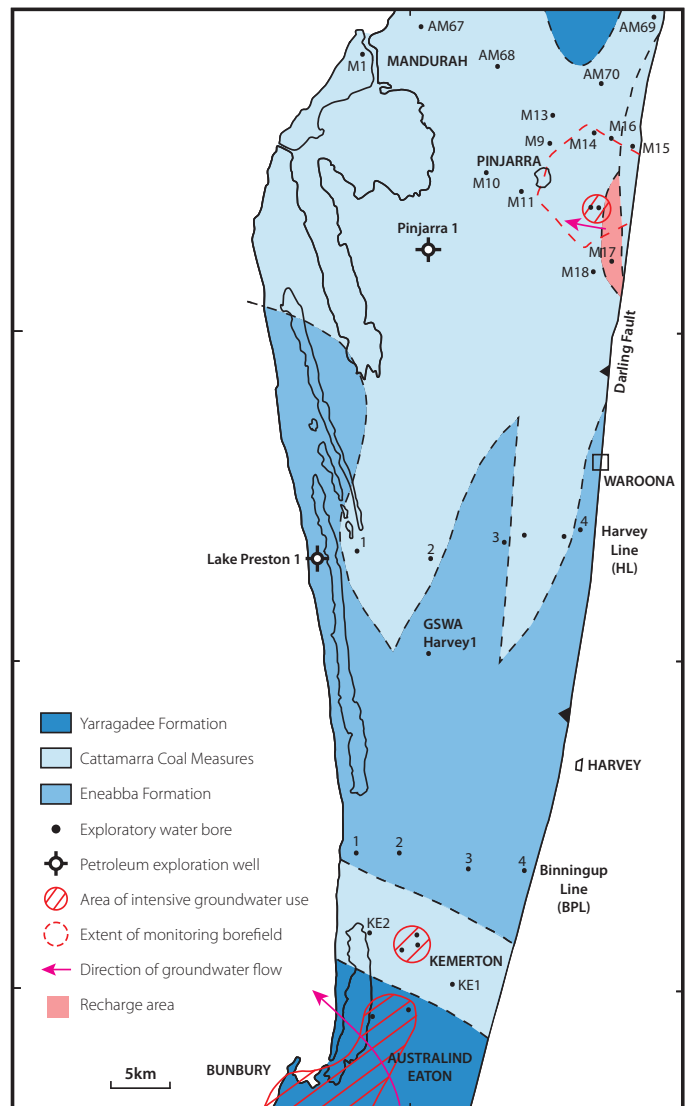 AM67
AM69
M1
MANDURAH
AM68
AM70
M13
M14
M16
M9
M15
PINJARRA
M10
M11
Pinjarra 1
M17
M18
Darling Fault
WAROONA
1
2
3
4
Harvey
Line
(HL)
Lake Preston 1
GSWA
Harvey1
Yarragadee Formation
Cattamarra Coal Measures
Eneabba Formation
HARVEY
Exploratory water bore
Petroleum exploration well
Area of intensive groundwater use
Extent of monitoring borefield
Direction of groundwater flow
Recharge area
1
2
3
4
Binningup
Line
(BPL)
KE2
KEMERTON
KE1
BUNBURY
AUSTRALIND
EATON
5km